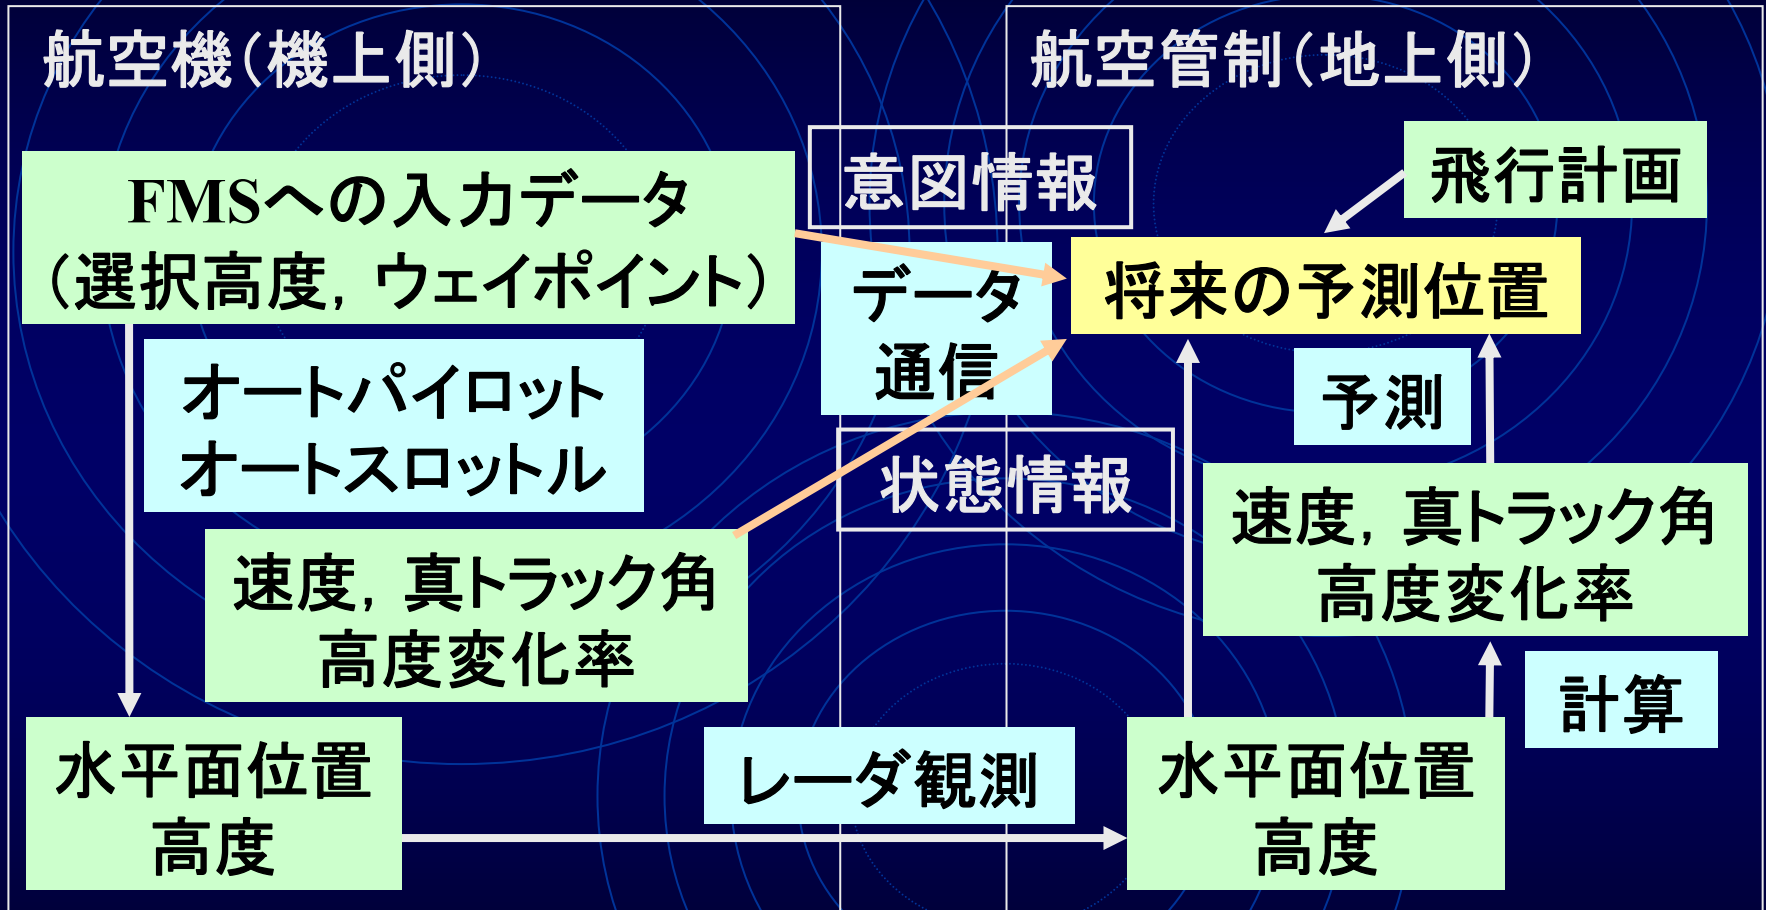 航空機（機上側）
航空管制（地上側）
意図情報
飛行計画
FMSへの入力データ
（選択高度，ウェイポイント）
データ
通信
将来の予測位置
オートパイロット
オートスロットル
予測
状態情報
速度，真トラック角
高度変化率
速度，真トラック角
高度変化率
計算
水平面位置
高度
レーダ観測
水平面位置
高度